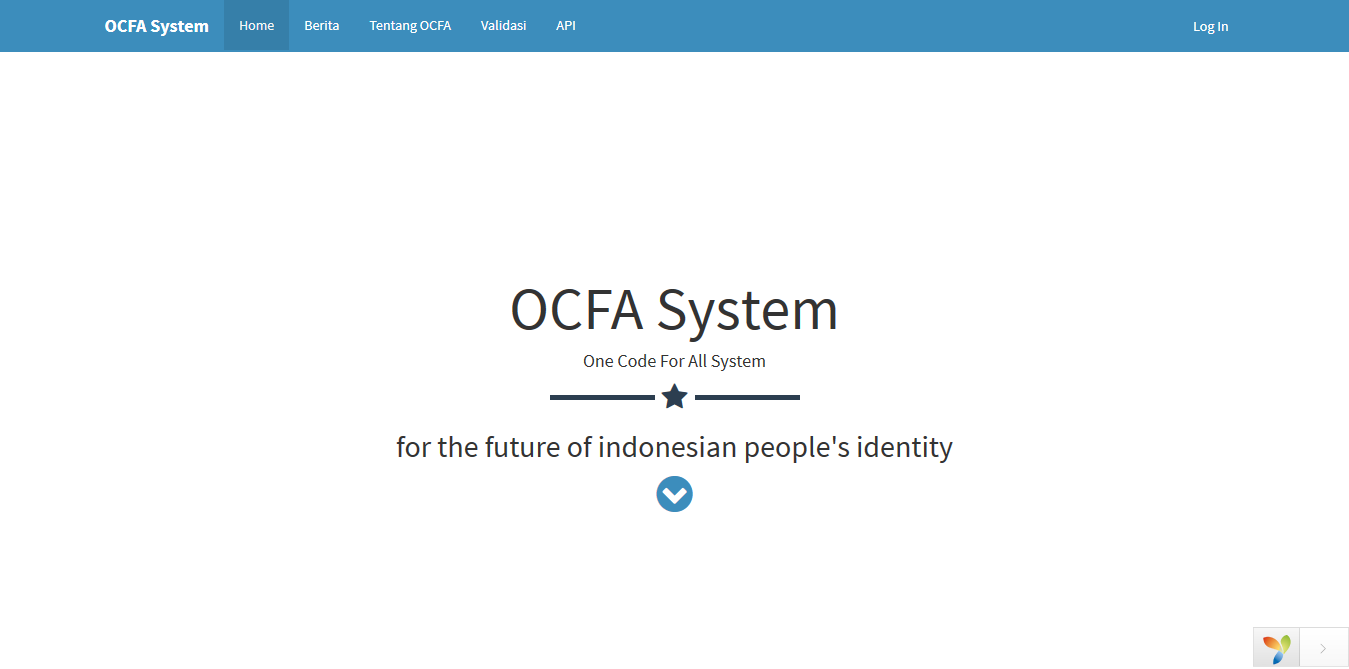 OCFA System Home Berita Tentang OCFA Validasi API Log In
OCFA System
One Code For All System
for the future of indonesian people's identity